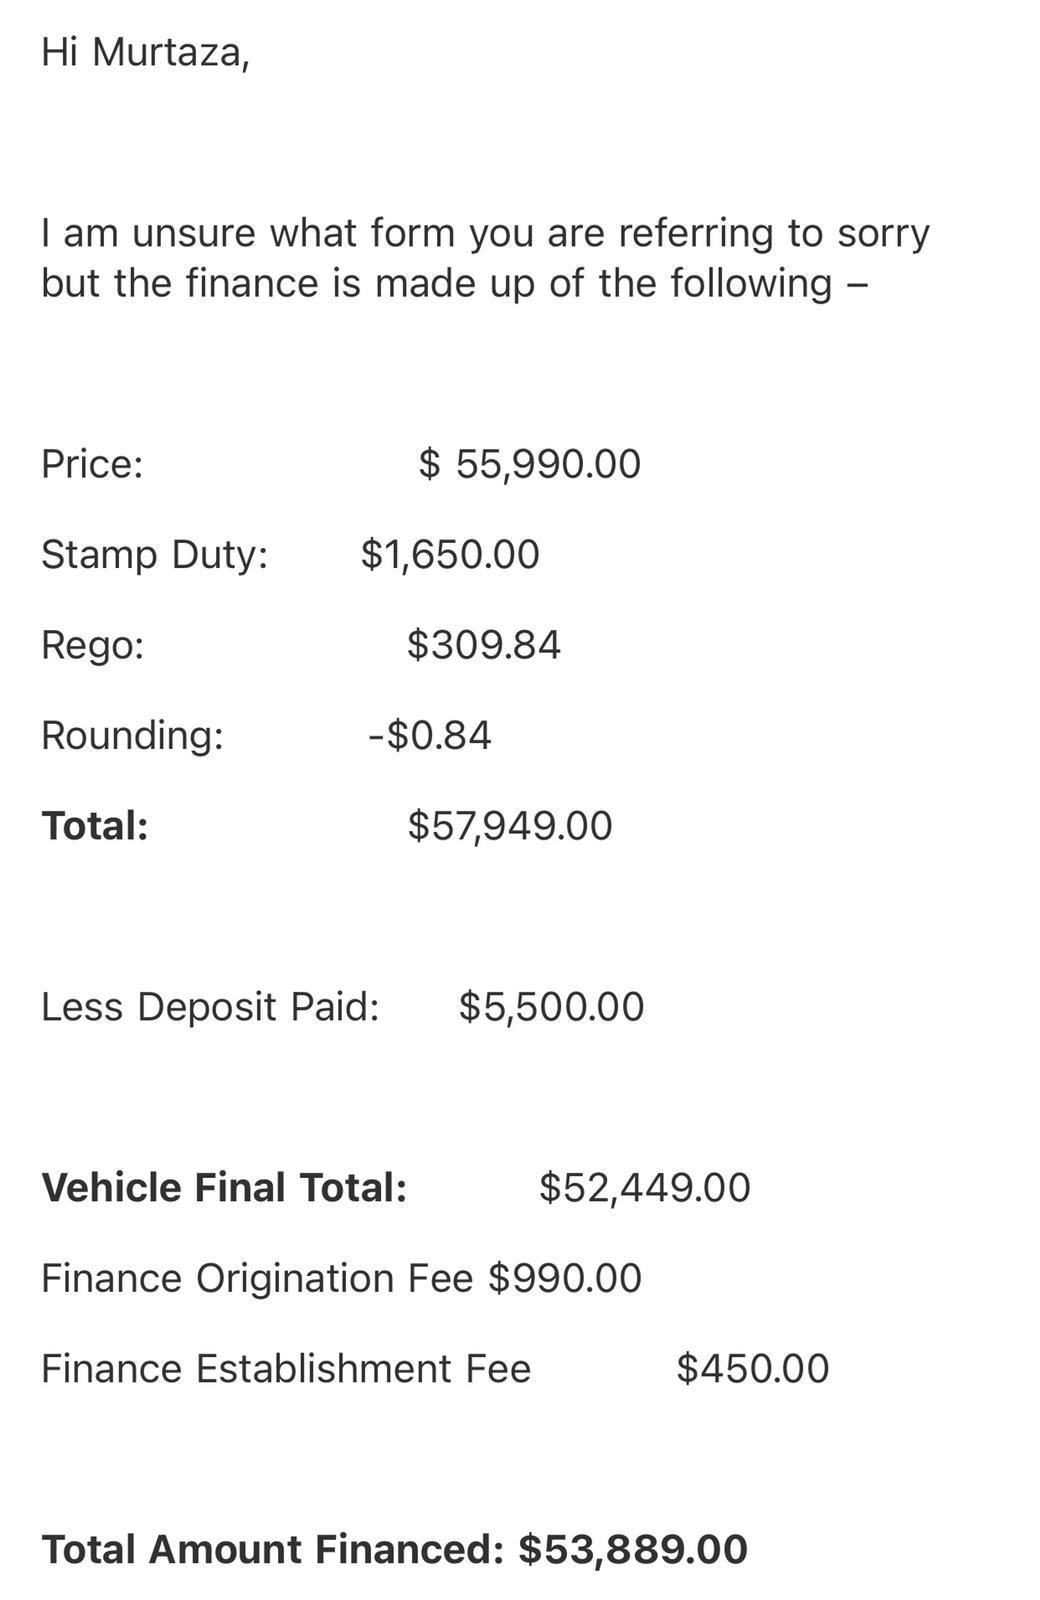 Hi Murtaza,
I am unsure what form you are referring to sorry
but the finance is made up of the following –
Price: $ 55,990.00
Stamp Duty: $1,650.00
Rego: $309.84
Rounding: -$0.84
Total: $57,949.00
Less Deposit Paid: $5,500.00
Vehicle Final Total: $52,449.00
Finance Origination Fee $990.00
Finance Establishment Fee $450.00
Total Amount Financed: $53,889.00